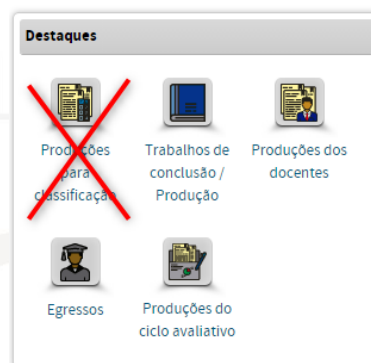 Destaques
Produções
para
classificação
Trabalhos de
conclusão /
Produção
Produções dos
docentes
Egressos
Produções do
ciclo avaliativo